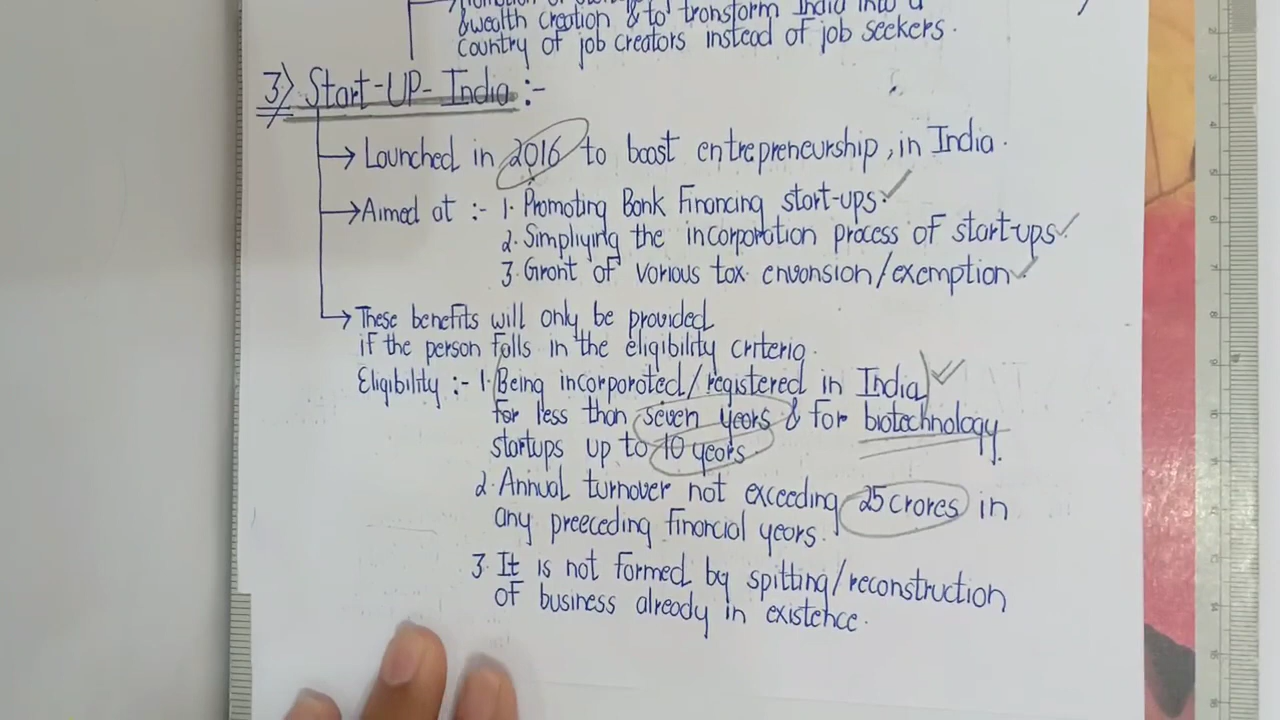 & wealth creation & to transform India into a
country of job creators instead of job seekers.
3) Start-UP-India :-
→ Launched in 2016 to boost entrepreneurship, in India.
→ Aimed at :- 1. Promoting Bank Financing start-ups.
2. Simpliying the incorporation process of start-ups
3. Grant of various tax envansion/exemption
→ These benefits will only be provided
if the person falls in the eligibility criteria.
Eligibility :- 1. Being incorporated/registered in India
for less than seven years & for biotechnology
startups up to 10 years.
2. Annual turnover not exceeding 25 crores in
any preeceding financial years.
3. It is not formed by spitting/reconstruction
of business already in existence.